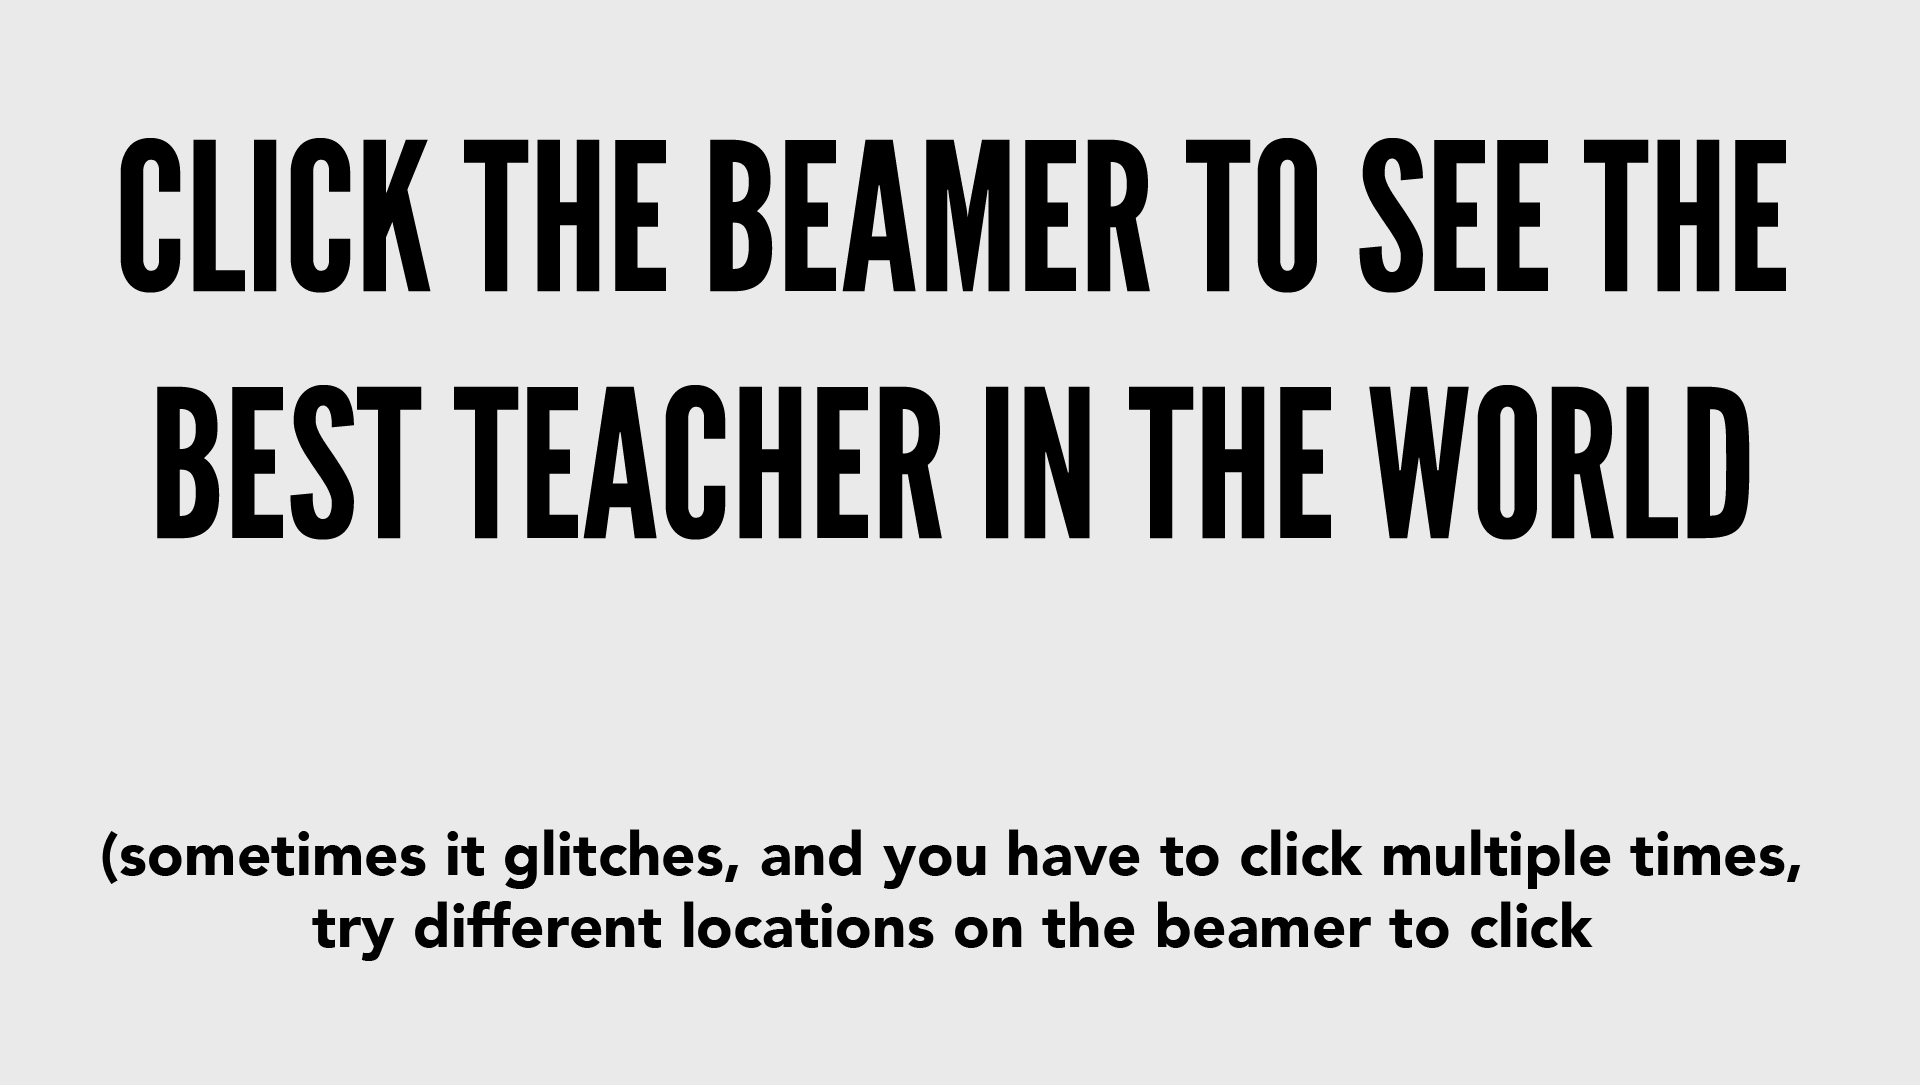 CLICK THE BEAMER TO SEE THE
BEST TEACHER IN THE WORLD
(sometimes it glitches, and you have to click multiple times,
try different locations on the beamer to click